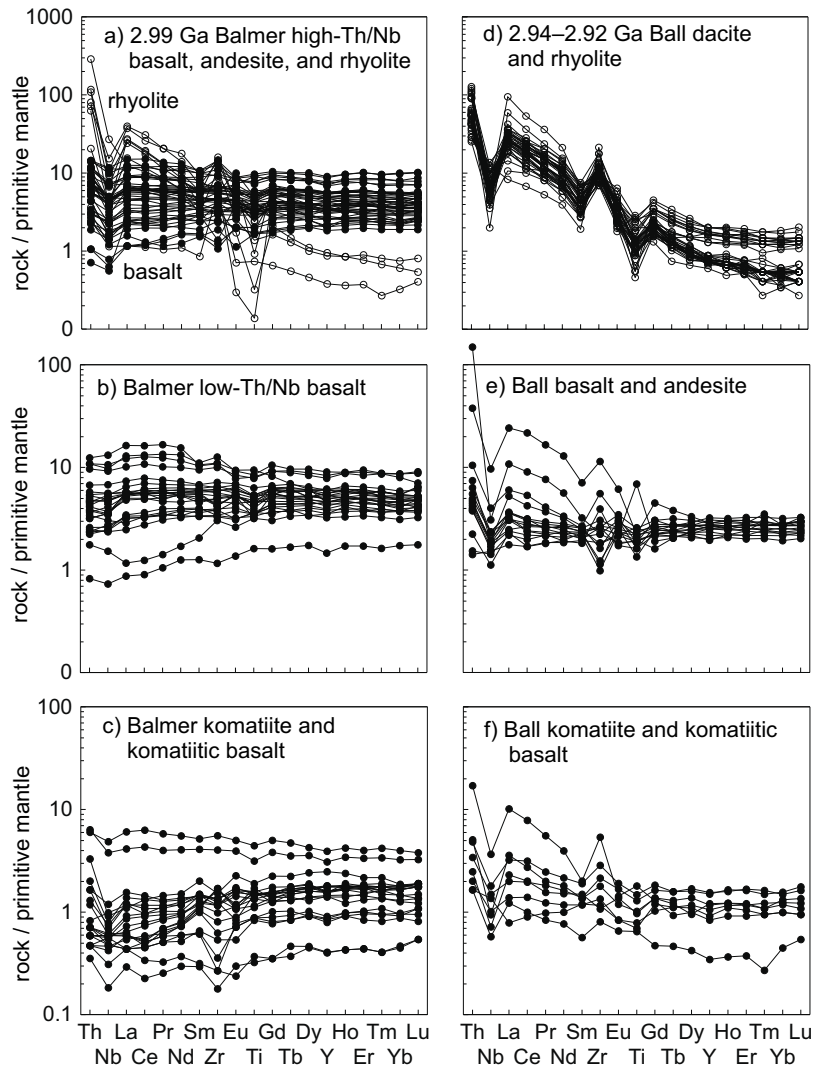 1000
100
10
1
0
rock / primitive mantle
a) 2.99 Ga Balmer high-Th/Nb
basalt, andesite, and rhyolite
rhyolite
basalt
d) 2.94–2.92 Ga Ball dacite
and rhyolite
100
10
1
0
rock / primitive mantle
b) Balmer low-Th/Nb basalt
e) Ball basalt and andesite
100
10
1
0.1
rock / primitive mantle
c) Balmer komatiite and
komatiitic basalt
f) Ball komatiite and komatiitic
basalt
Th La Pr Sm Eu Gd Dy Ho Tm Lu
Nb Ce Nd Zr Ti Tb Y Er Yb
Th La Pr Sm Eu Gd Dy Ho Tm Lu
Nb Ce Nd Zr Ti Tb Y Er Yb